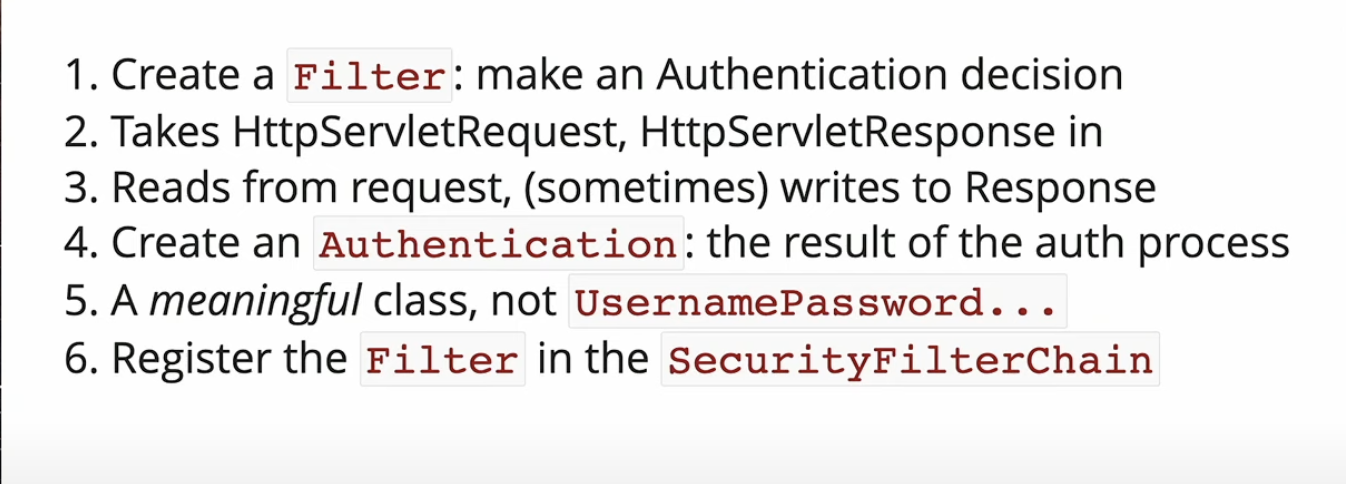 1. Create a Filter: make an Authentication decision
2. Takes HttpServletRequest, HttpServletResponse in
3. Reads from request, (sometimes) writes to Response
4. Create an Authentication: the result of the auth process
5. A meaningful class, not UsernamePassword...
6. Register the Filter in the SecurityFilterChain